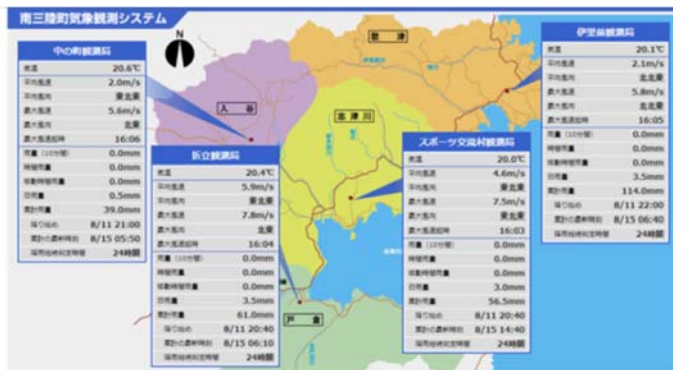 南三陸町気象観測システム
N
歌津
入谷
志津川
戸倉
中の町観測局
気温 20.6℃
平均風速 2.0m/s
平均風向 東北東
最大風速 5.6m/s
最大風向 北東
最大風速起時 16:06
雨量（10分間） 0.0mm
時間雨量 0.0mm
移動時間雨量 0.0mm
日雨量 0.5mm
累計雨量 39.0mm
降り始め 8/11 21:00
累計の最新時刻 8/15 05:50
降雨始終判定時間 24時間
折立観測局
気温 20.4℃
平均風速 5.9m/s
平均風向 東北東
最大風速 7.8m/s
最大風向 北東
最大風速起時 16:04
雨量（10分間） 0.0mm
時間雨量 0.0mm
移動時間雨量 0.0mm
日雨量 3.5mm
累計雨量 61.0mm
降り始め 8/11 20:40
累計の最新時刻 8/15 06:10
降雨始終判定時間 24時間
スポーツ交流村観測局
気温 20.0℃
平均風速 4.6m/s
平均風向 東北東
最大風速 7.5m/s
最大風向 東北東
最大風速起時 16:03
雨量（10分間） 0.0mm
時間雨量 0.0mm
移動時間雨量 0.0mm
日雨量 3.0mm
累計雨量 56.5mm
降り始め 8/11 20:40
累計の最新時刻 8/15 14:40
降雨始終判定時間 24時間
伊里前観測局
気温 20.1℃
平均風速 2.1m/s
平均風向 北北東
最大風速 5.8m/s
最大風向 北北東
最大風速起時 16:05
雨量（10分間） 0.0mm
時間雨量 0.0mm
移動時間雨量 0.0mm
日雨量 3.5mm
累計雨量 114.0mm
降り始め 8/11 22:00
累計の最新時刻 8/15 06:40
降雨始終判定時間 24時間